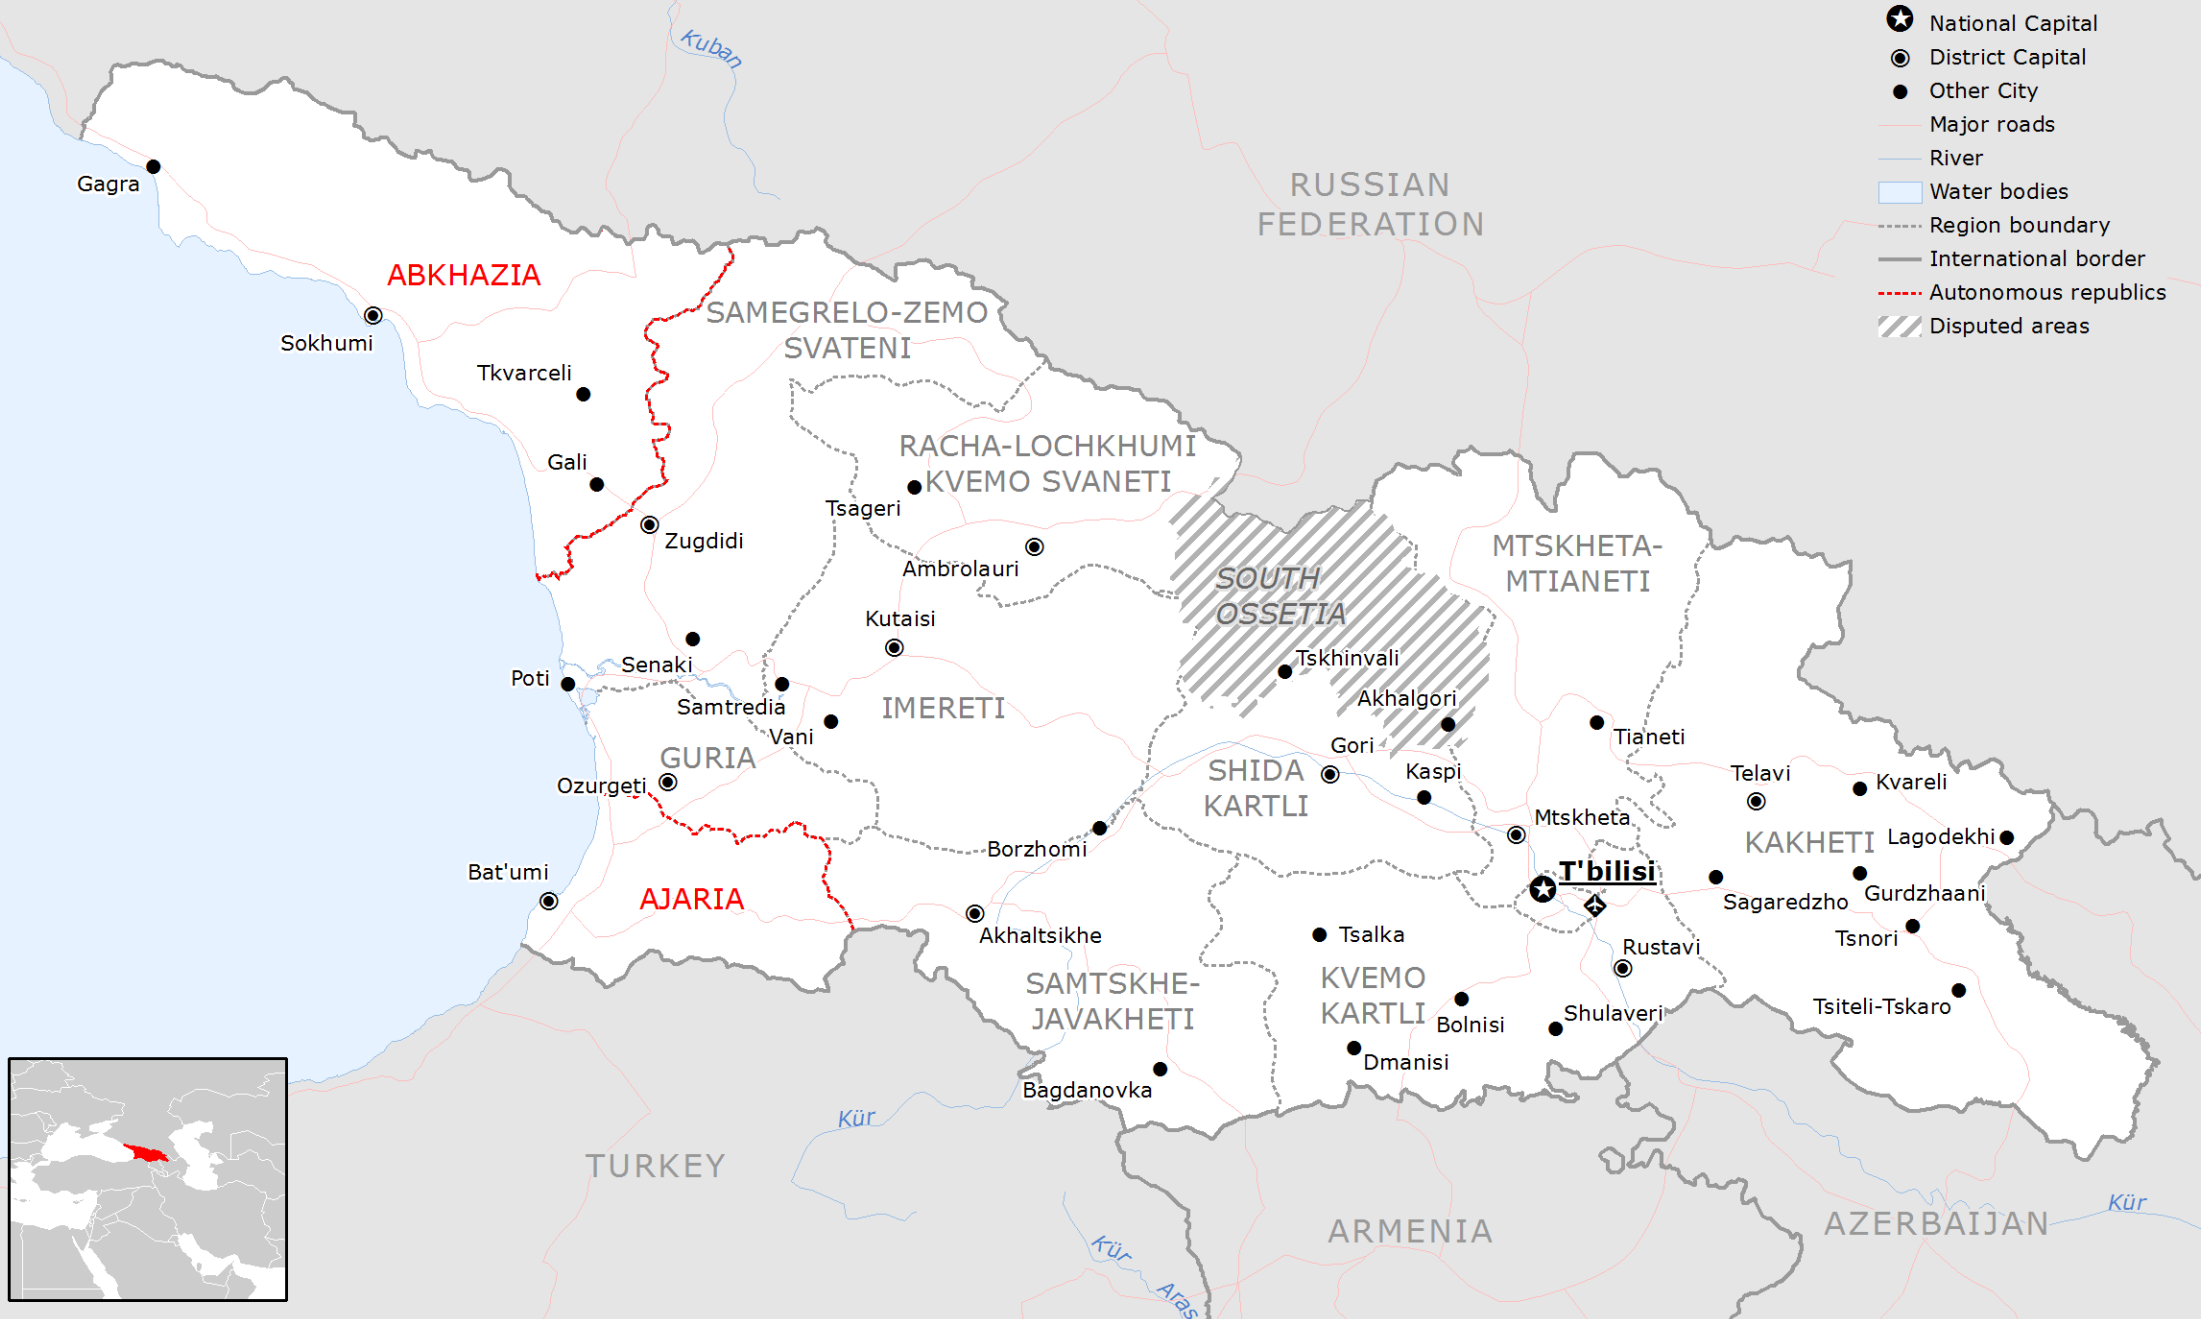 National Capital
District Capital
Other City
Major roads
River
Water bodies
Region boundary
International border
Autonomous republics
Disputed areas
Kuban
RUSSIAN
FEDERATION
Gagra
ABKHAZIA
Sokhumi
SAMEGRELO-ZEMO
SVATENI
Tkvarceli
Gali
RACHA-LOCHKHUMI
KVEMO SVANETI
Tsageri
Zugdidi
Ambrolauri
MTSKHETA-
MTIANETI
SOUTH
OSSETIA
Kutaisi
Senaki
Poti
Samtredia
Vani
IMERETI
Tskhinvali
Akhalgori
Tianeti
GURIA
Ozurgeti
Gori
SHIDA
KARTLI
Kaspi
Telavi
Kvareli
Mtskheta
KAKHETI
Lagodekhi
Borzhomi
Bat'umi
AJARIA
T'bilisi
Sagaredzho
Gurdzhaani
Akhaltsikhe
Tsalka
Tsnori
Rustavi
SAMTSKHE-
JAVAKHETI
KVEMO
KARTLI
Bolnisi
Shulaveri
Tsiteli-Tskaro
Dmanisi
Bagdanovka
Kür
TURKEY
ARMENIA
AZERBAIJAN
Kür
Kür
Aras